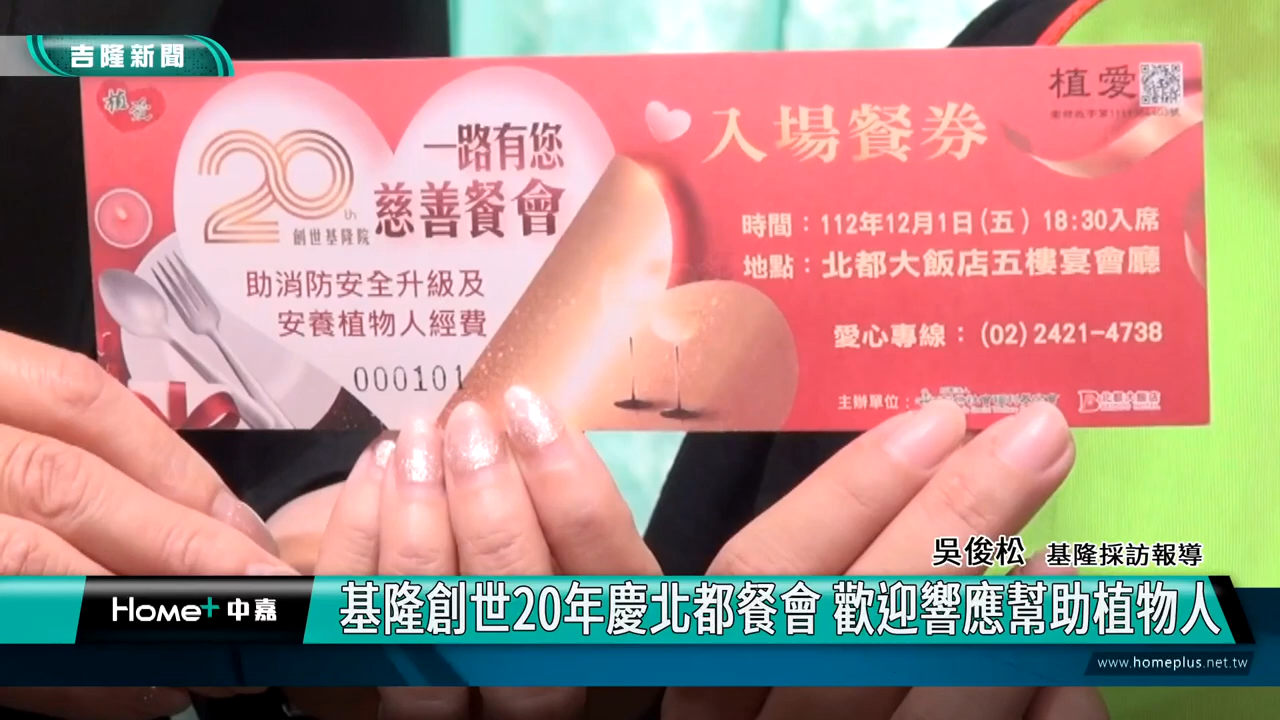 吉隆新聞
植愛
20th
創世基隆院
一路有您
慈善餐會
助消防安全升級及
安養植物人經費
000101
入場餐券
植愛
時間：112年12月1日(五) 18:30入席
地點：北都大飯店五樓宴會廳
愛心專線：(02)2421-4738
主辦單位：
北都大飯店
吳俊松 基隆採訪報導
Home+中嘉
基隆創世20年慶北都餐會 歡迎響應幫助植物人
www.homeplus.net.tw